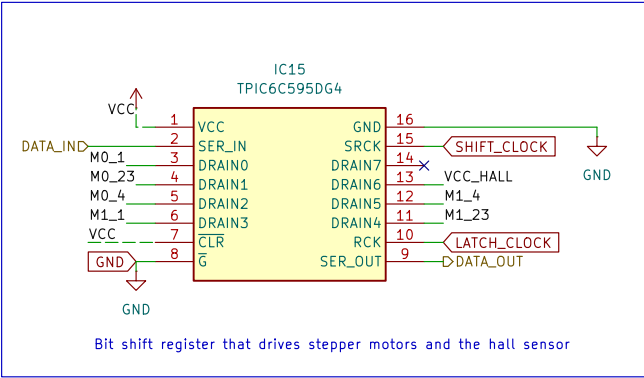 IC15
TPIC6C595DG4
VCC
1 VCC GND 16
DATA_IN 2 SER_IN SRCK 15 SHIFT_CLOCK
M0_1 3 DRAIN0 DRAIN7 14
M0_23 4 DRAIN1 DRAIN6 13 VCC_HALL
M0_4 5 DRAIN2 DRAIN5 12 M1_4
M1_1 6 DRAIN3 DRAIN4 11 M1_23
VCC 7 CLR RCK 10 LATCH_CLOCK
GND 8 G SER_OUT 9 DATA_OUT
GND
GND
Bit shift register that drives stepper motors and the hall sensor